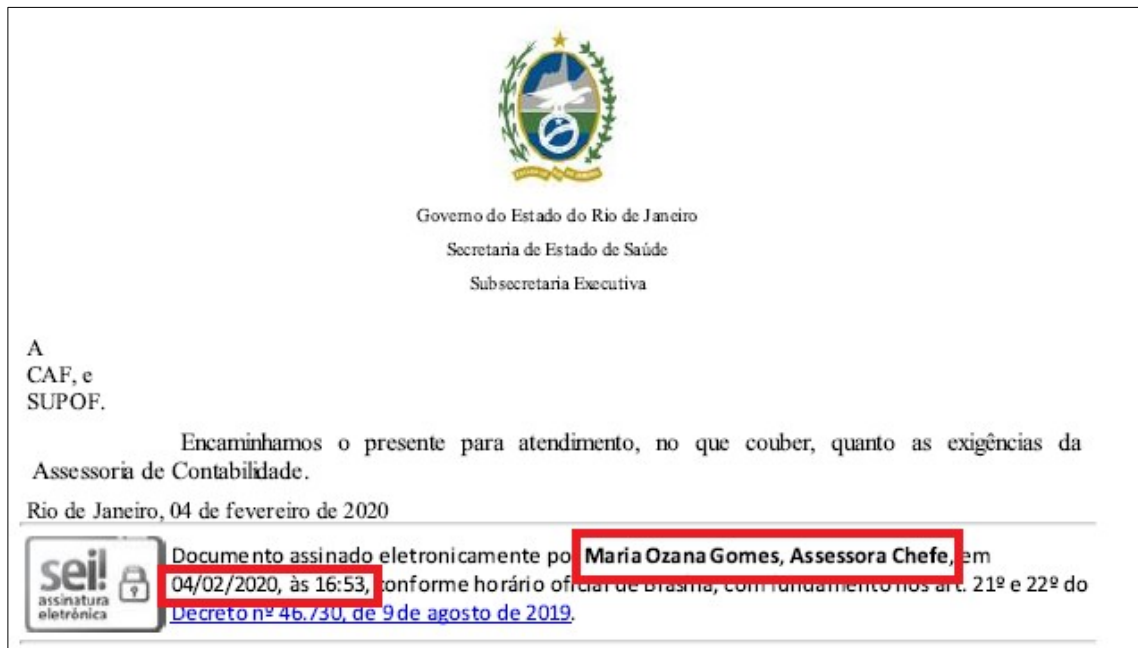 Governo do Estado do Rio de Janeiro
Secretaria de Estado de Saúde
Subsecretaria Executiva
A
CAF, e
SUPOF.
Encaminhamos o presente para atendimento, no que couber, quanto as exigências da
Assessoria de Contabilidade.
Rio de Janeiro, 04 de fevereiro de 2020
sei!
assinatura
eletrônica
Documento assinado eletronicamente po Maria Ozana Gomes, Assessora Chefe, em
04/02/2020, às 16:53, conforme horário oficial de Brasília, com fundamento nos art. 21º e 22º do
Decreto nº 46.730, de 9 de agosto de 2019.